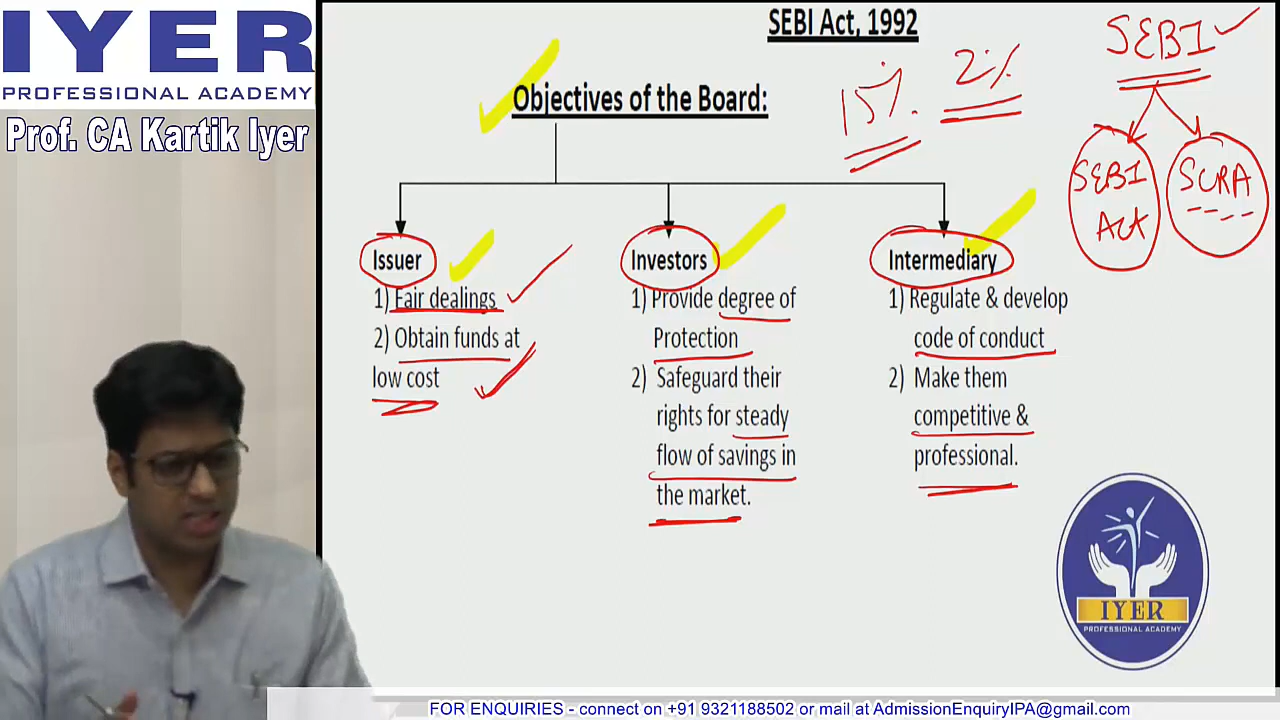 IYER
PROFESSIONAL ACADEMY
Prof. CA Kartik Iyer
SEBI Act, 1992
Objectives of the Board:
15%.
2%
SEBI
SEBI
Act
SCRA
Issuer
1) Fair dealings
2) Obtain funds at
low cost
Investors
1) Provide degree of
Protection
2) Safeguard their
rights for steady
flow of savings in
the market.
Intermediary
1) Regulate & develop
code of conduct
2) Make them
competitive &
professional.
IYER
PROFESSIONAL ACADEMY
FOR ENQUIRIES - connect on +91 9321188502 or mail at AdmissionEnquiryIPA@gmail.com